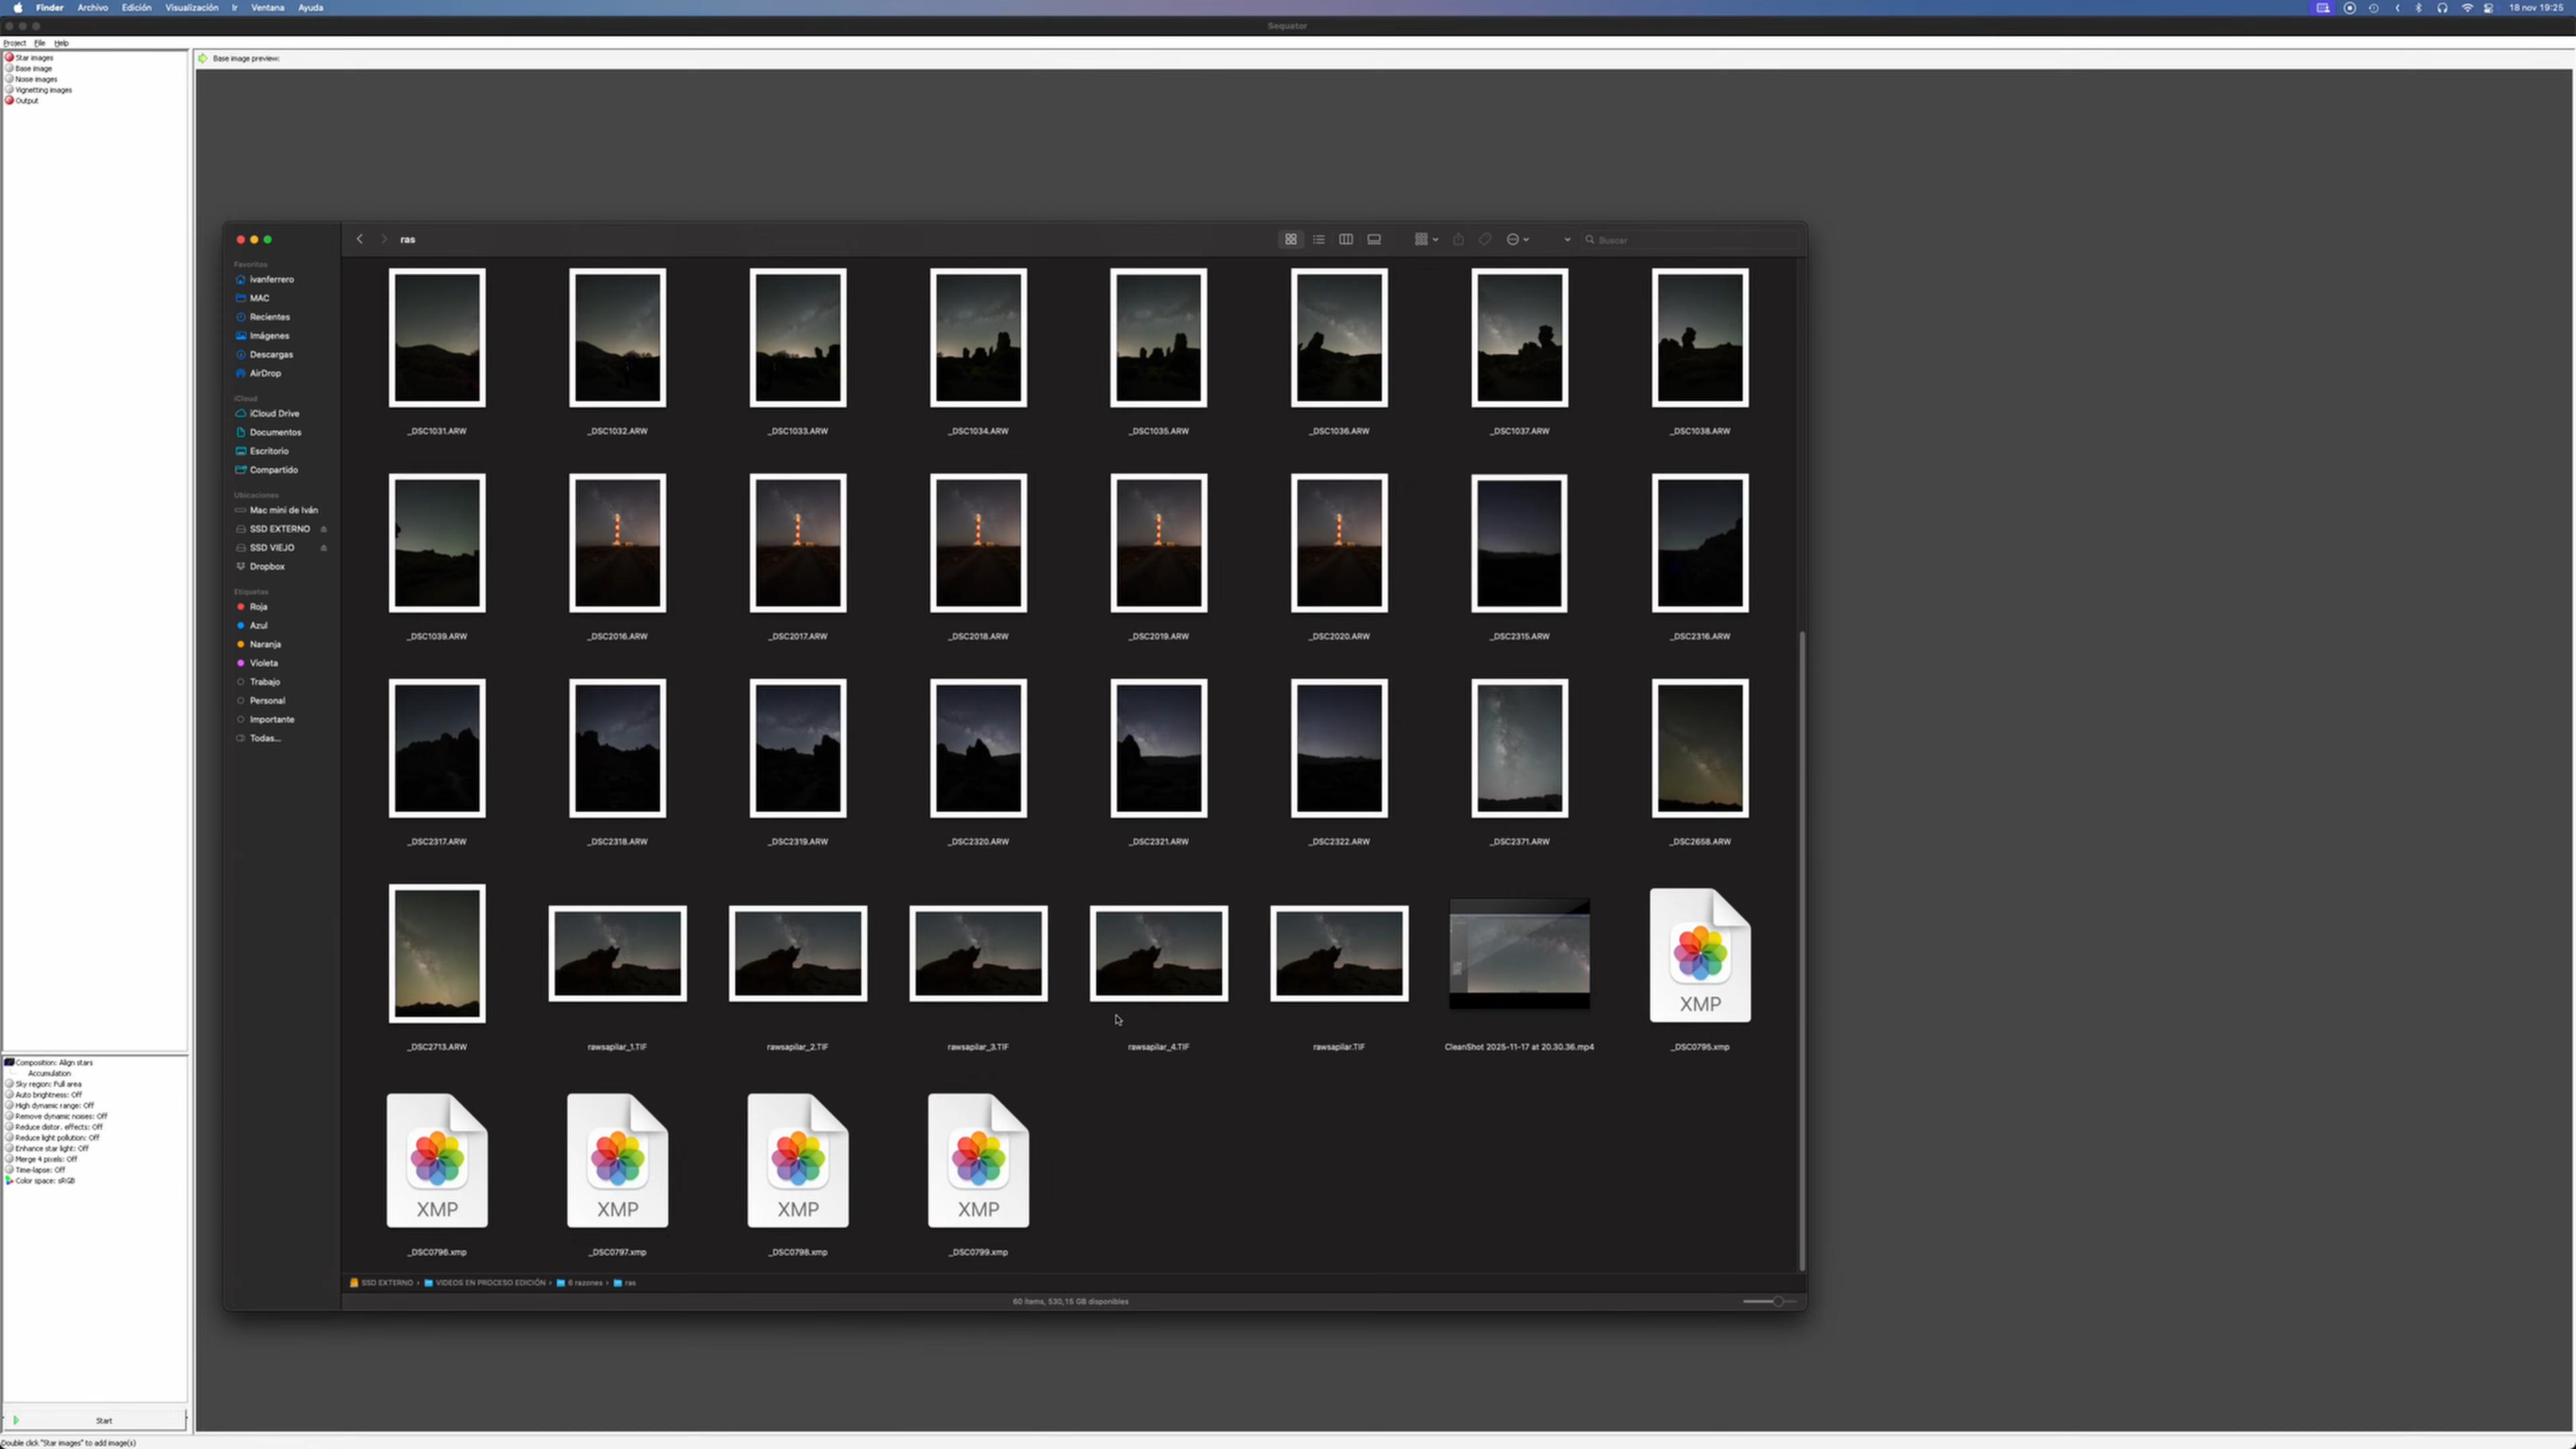 Finder Archivo Edición Visualización Ir Ventana Ayuda 18 nov 19:25
Sequator
Project File Help
Star images
Base image
Noise images
Vignetting images
Output
Base image preview:
ras
Buscar
Favoritos
ivanferrero
MAC
Recientes
Imágenes
Descargas
AirDrop
iCloud
iCloud Drive
Documentos
Escritorio
Compartido
Ubicaciones
Mac mini de Iván
SSD EXTERNO
SSD VIEJO
Dropbox
Etiquetas
Roja
Azul
Naranja
Violeta
Trabajo
Personal
Importante
Todas...
_DSC1031.ARW _DSC1032.ARW _DSC1033.ARW _DSC1034.ARW _DSC1035.ARW _DSC1036.ARW _DSC1037.ARW _DSC1038.ARW
_DSC1039.ARW _DSC2016.ARW _DSC2017.ARW _DSC2018.ARW _DSC2019.ARW _DSC2020.ARW _DSC2315.ARW _DSC2316.ARW
_DSC2317.ARW _DSC2318.ARW _DSC2319.ARW _DSC2320.ARW _DSC2321.ARW _DSC2322.ARW _DSC2371.ARW _DSC2658.ARW
XMP
_DSC2713.ARW rawsapilar_1.TIF rawsapilar_2.TIF rawsapilar_3.TIF rawsapilar_4.TIF rawsapilar.TIF CleanShot 2025-11-17 at 20.30.36.mp4 _DSC0795.xmp
XMP XMP XMP XMP
_DSC0796.xmp _DSC0797.xmp _DSC0798.xmp _DSC0799.xmp
SSD EXTERNO › VIDEOS EN PROCESO EDICIÓN › 6 razones › ras
60 ítems, 530,15 GB disponibles
Composition: Align stars
Accumulation
Sky region: Full area
Auto brightness: Off
High dynamic range: Off
Remove dynamic noises: Off
Reduce distor. effects: Off
Reduce light pollution: Off
Enhance star light: Off
Merge 4 pixels: Off
Time-lapse: Off
Color space: sRGB
Start
Double click "Star images" to add image(s)